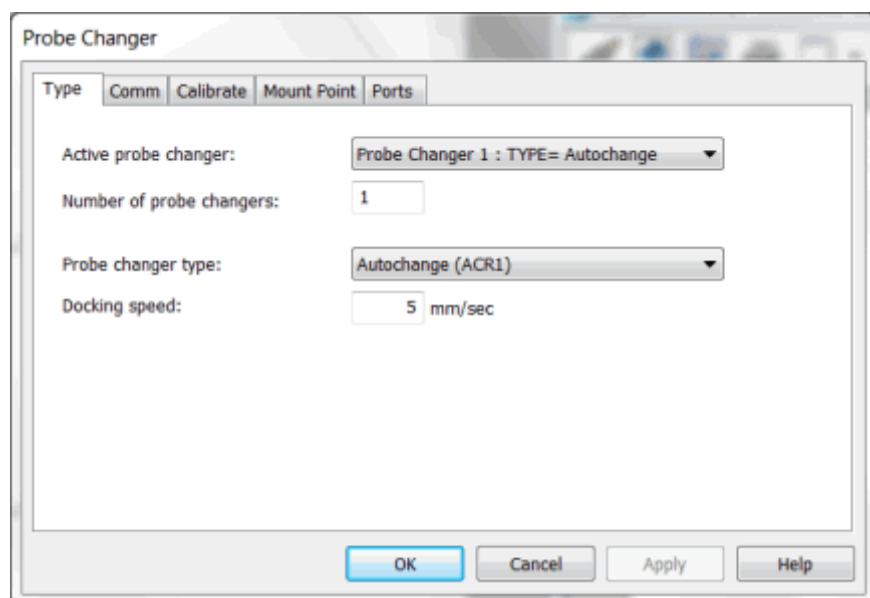 Probe Changer
Type Comm Calibrate Mount Point Ports
Active probe changer: Probe Changer 1 : TYPE= Autochange
Number of probe changers: 1
Probe changer type: Autochange (ACR1)
Docking speed: 5 mm/sec
OK Cancel Apply Help